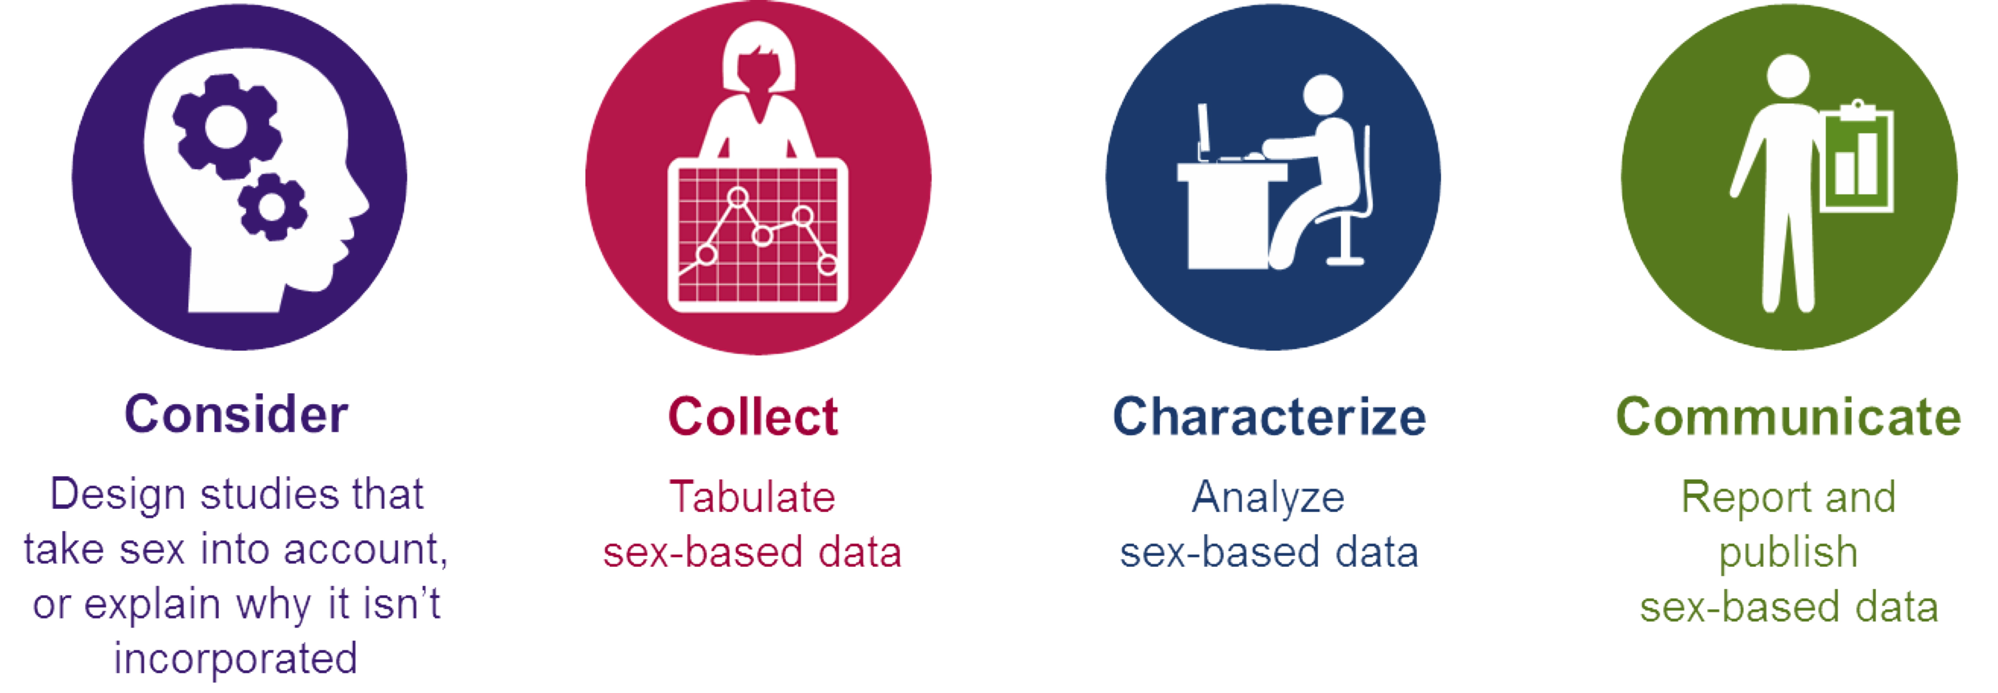 Consider
Design studies that
take sex into account,
or explain why it isn’t
incorporated
Collect
Tabulate
sex-based data
Characterize
Analyze
sex-based data
Communicate
Report and
publish
sex-based data